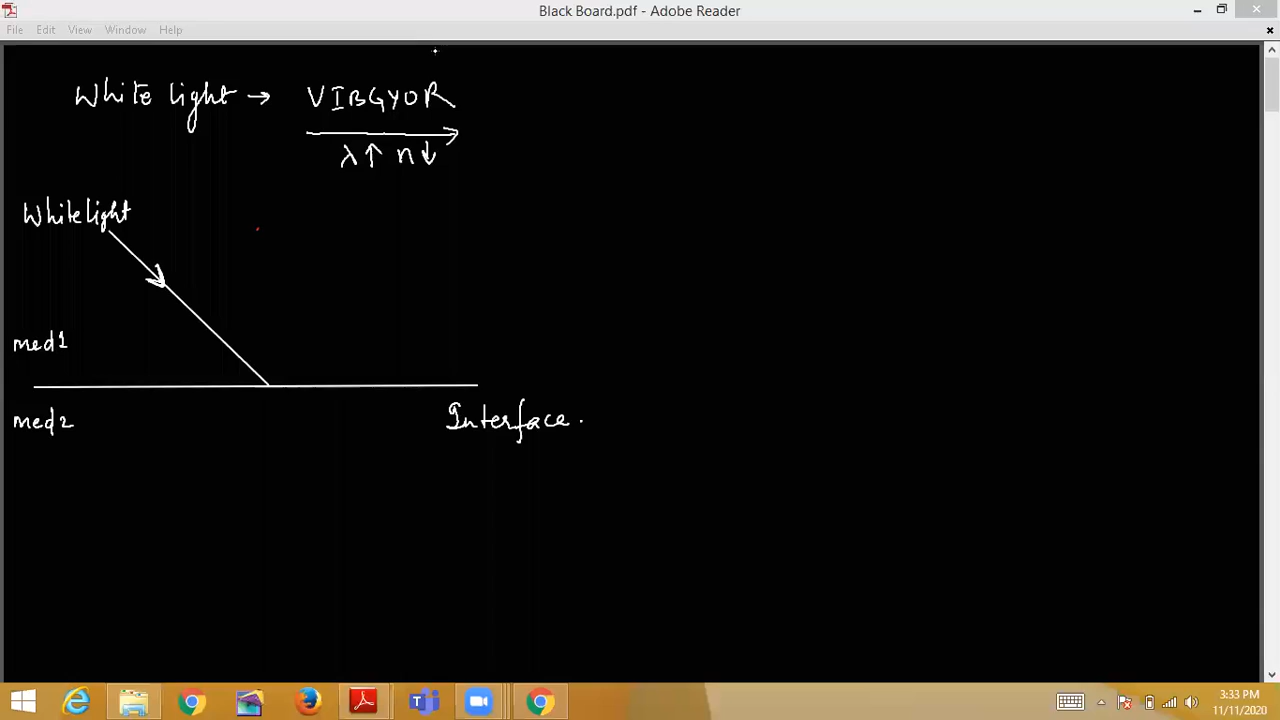 Black Board.pdf - Adobe Reader
File Edit View Window Help
White light → VIBGYOR
λ↑ n↓
White light
med1
med2
Interface.
3:33 PM
11/11/2020